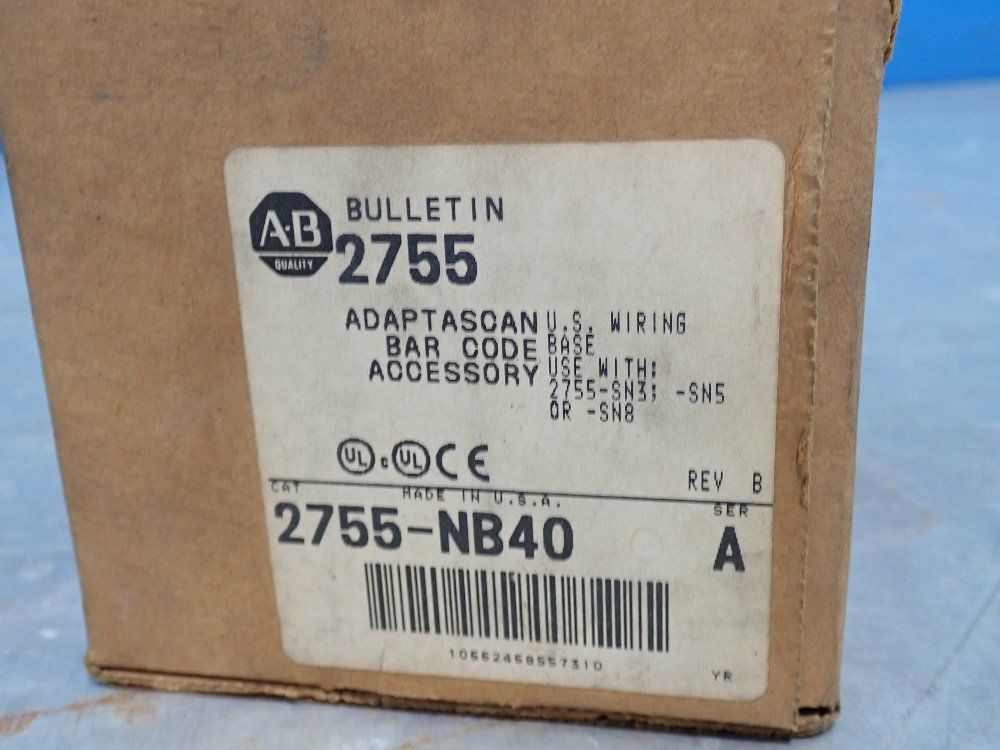 A·B
QUALITY
BULLETIN
2755
ADAPTASCAN
BAR CODE
ACCESSORY
U.S. WIRING
BASE
USE WITH:
2755-SN3; -SN5
OR -SN8
UL c UL CE
REV B
CAT
MADE IN U.S.A.
SER
2755-NB40
A
10662468557310
YR